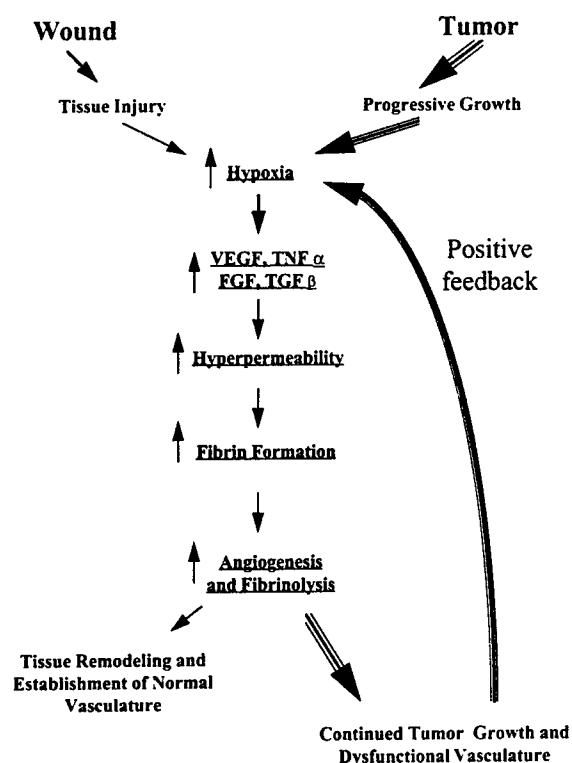 Wound
Tumor
Tissue Injury
Progressive Growth
Hypoxia
VEGF, TNF α
FGF, TGF β
Positive
feedback
Hyperpermeability
Fibrin Formation
Angiogenesis
and Fibrinolysis
Tissue Remodeling and
Establishment of Normal
Vasculature
Continued Tumor Growth and
Dysfunctional Vasculature